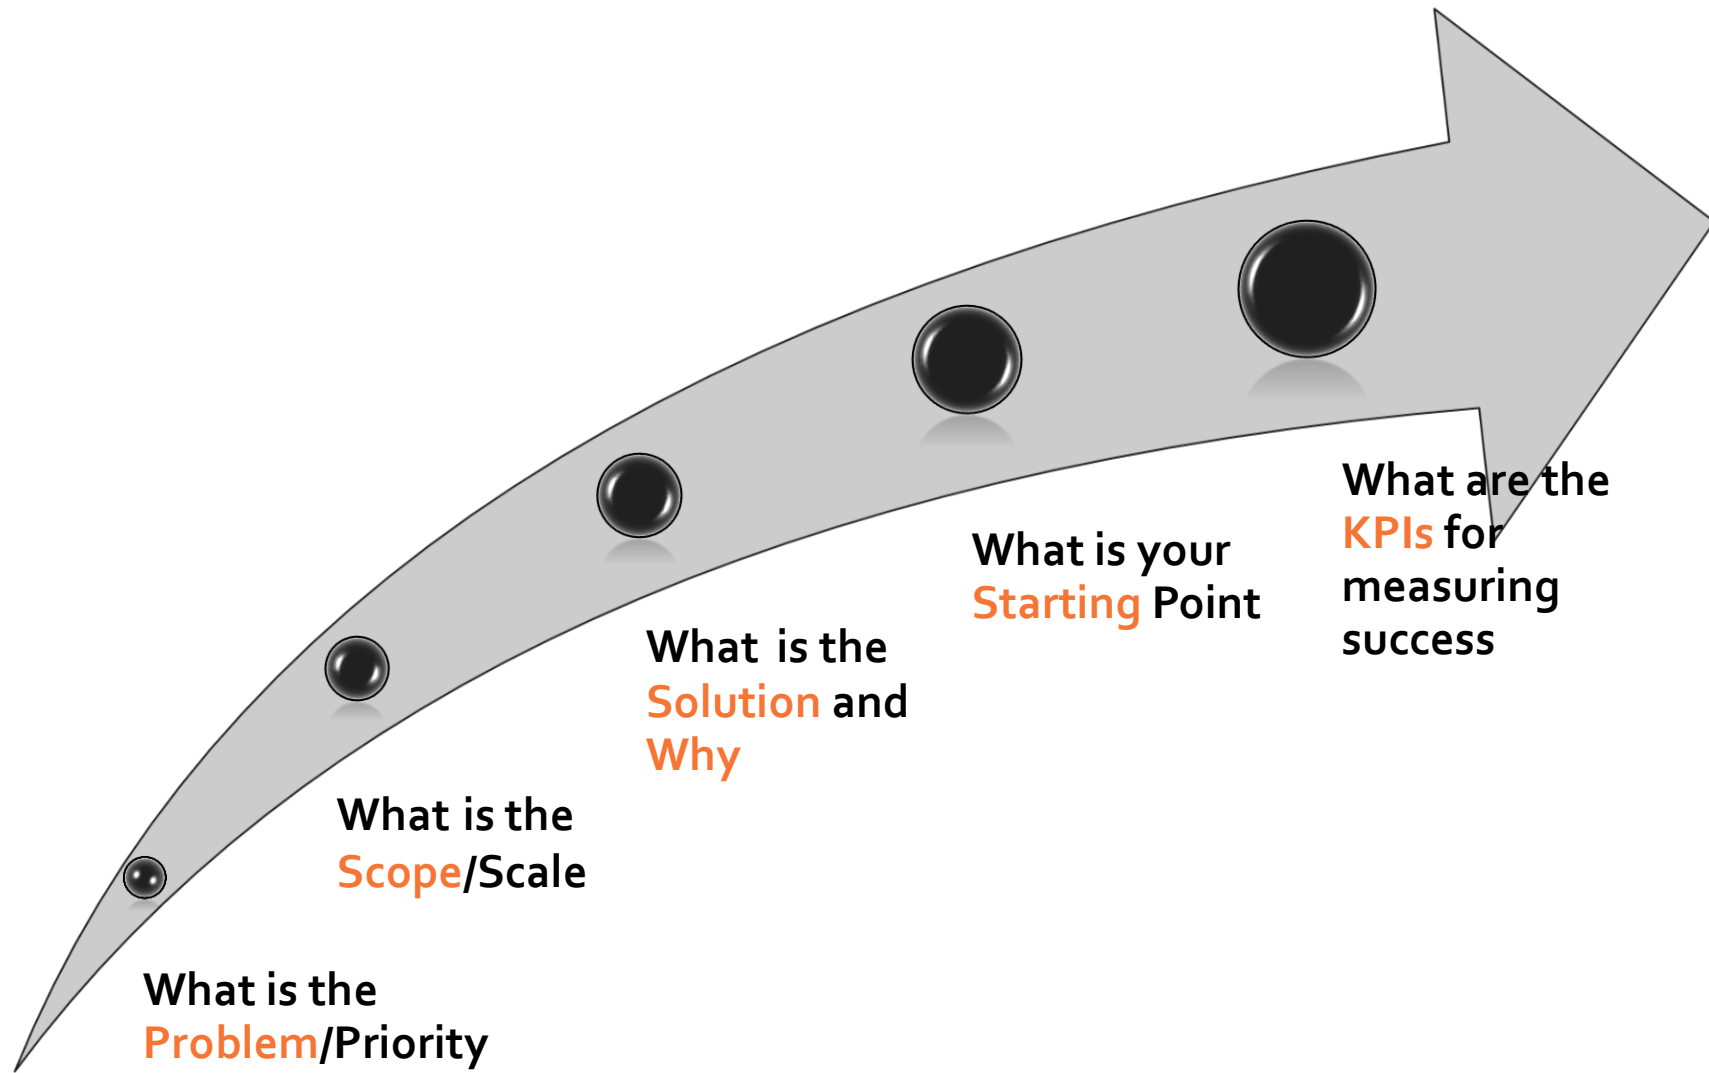 What is the
Problem/Priority
What is the
Scope/Scale
What is the
Solution and
Why
What is your
Starting Point
What are the
KPIs for
measuring
success